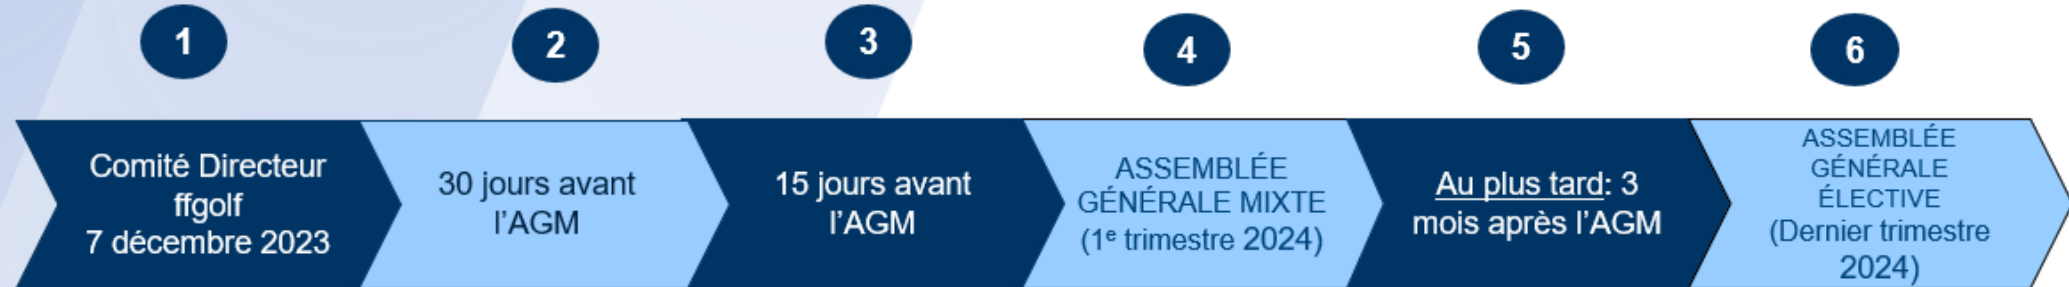 1
2
3
4
5
6
Comité Directeur
ffgolf
7 décembre 2023
30 jours avant
l'AGM
15 jours avant
l'AGM
ASSEMBLÉE
GÉNÉRALE MIXTE
(1ᵉ trimestre 2024)
Au plus tard: 3
mois après l'AGM
ASSEMBLÉE
GÉNÉRALE
ÉLECTIVE
(Dernier trimestre
2024)